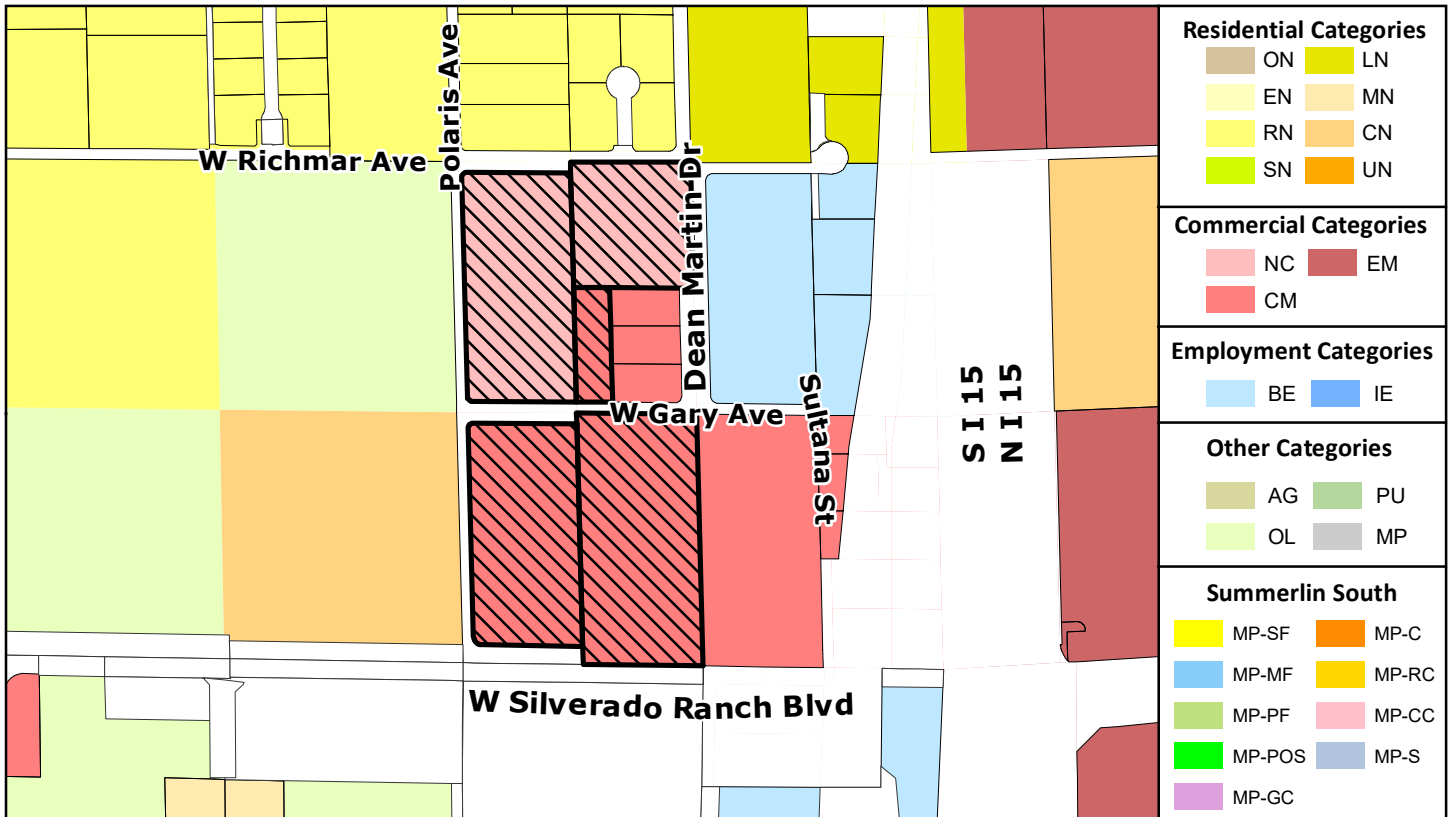 Polaris Ave
W Richmar Ave
Dean Martin Dr
W Gary Ave
Sultana St
S I 15
N I 15
W Silverado Ranch Blvd
Residential Categories
ON LN
EN MN
RN CN
SN UN
Commercial Categories
NC EM
CM
Employment Categories
BE IE
Other Categories
AG PU
OL MP
Summerlin South
MP-SF MP-C
MP-MF MP-RC
MP-PF MP-CC
MP-POS MP-S
MP-GC